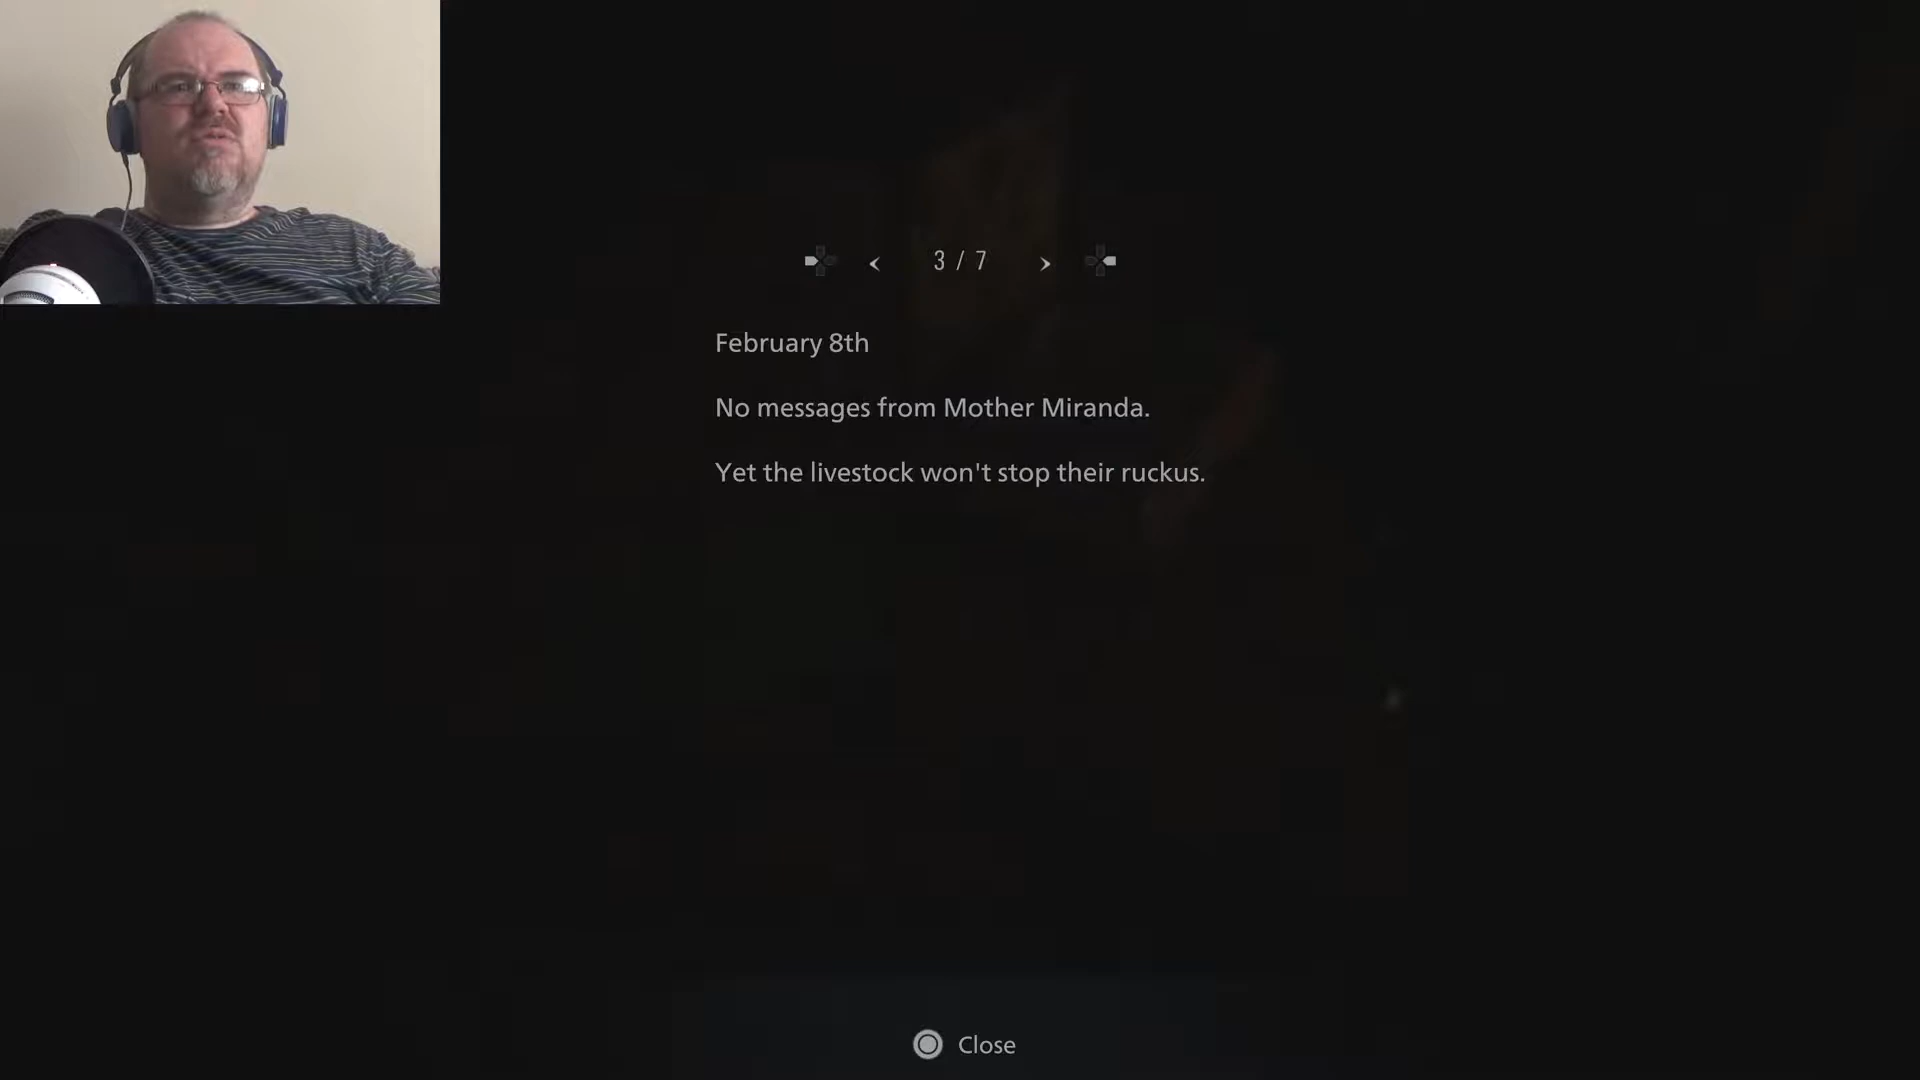 3 / 7
February 8th
No messages from Mother Miranda.
Yet the livestock won't stop their ruckus.
Close